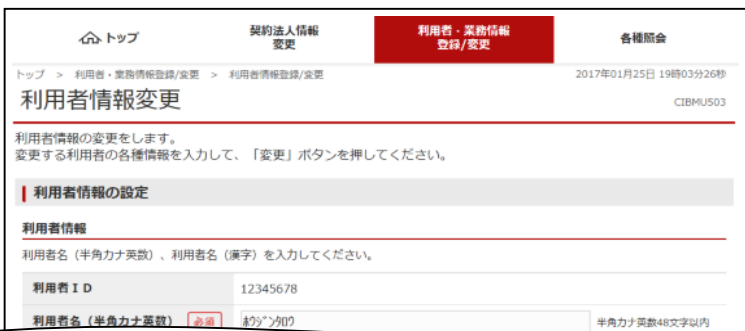 トップ
契約法人情報
変更
利用者・業務情報
登録/変更
各種照会
トップ > 利用者・業務情報登録/変更 > 利用者情報登録/変更
2017年01月25日 19時03分26秒
利用者情報変更
CIBMU503
利用者情報の変更をします。
変更する利用者の各種情報を入力して、「変更」ボタンを押してください。
利用者情報の設定
利用者情報
利用者名（半角カナ英数）、利用者名（漢字）を入力してください。
利用者ＩＤ 12345678
利用者名（半角カナ英数） 必須 ﾎｳｼﾞﾝﾀﾛｳ 半角カナ英数48文字以内